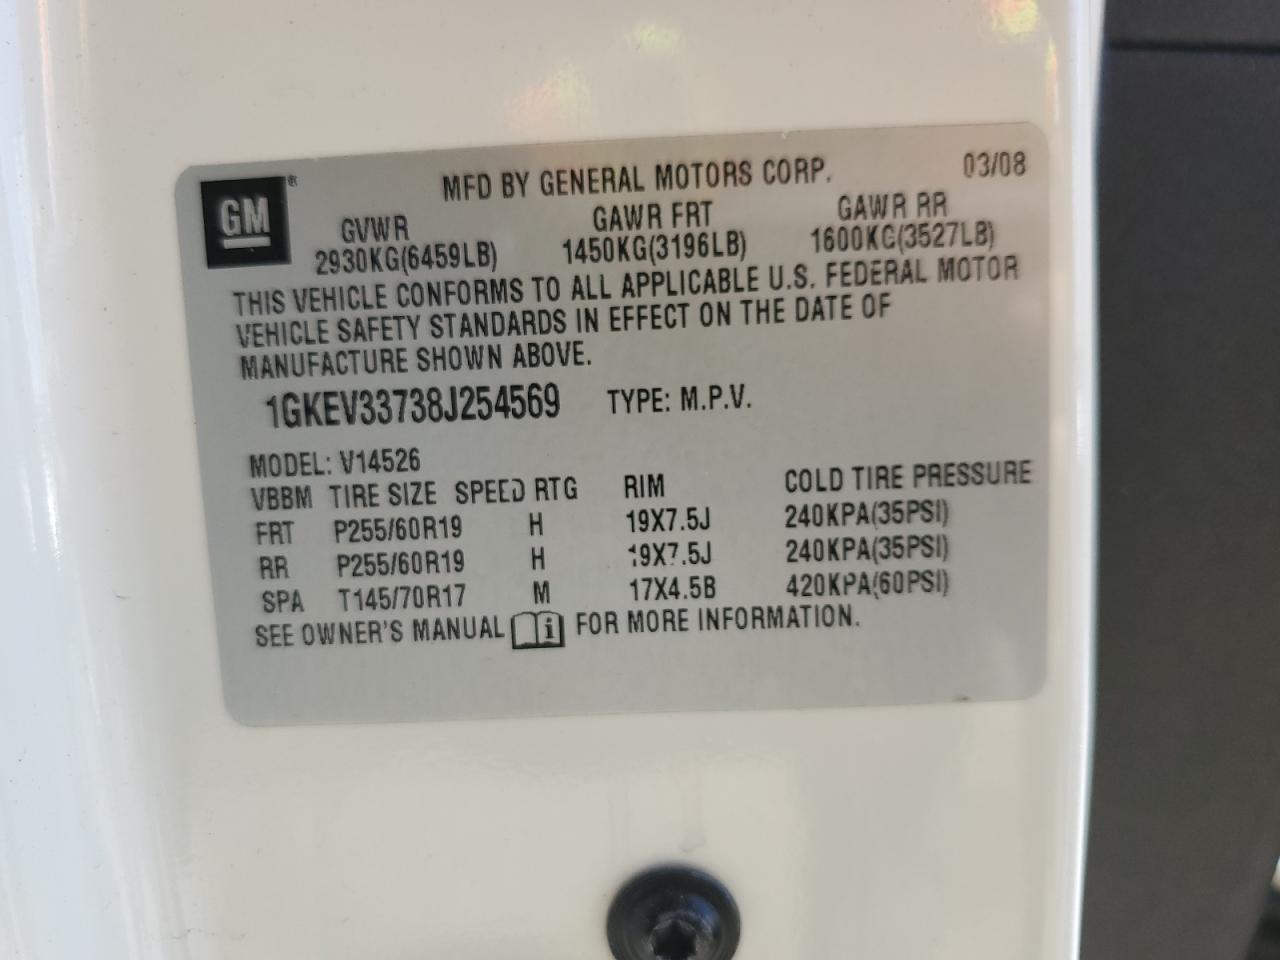 GM®
MFD BY GENERAL MOTORS CORP. 03/08
GVWR GAWR FRT GAWR RR
2930KG(6459LB) 1450KG(3196LB) 1600KG(3527LB)
THIS VEHICLE CONFORMS TO ALL APPLICABLE U.S. FEDERAL MOTOR
VEHICLE SAFETY STANDARDS IN EFFECT ON THE DATE OF
MANUFACTURE SHOWN ABOVE.
1GKEV33738J254569 TYPE: M.P.V.
MODEL: V14526
VBBM TIRE SIZE SPEED RTG RIM COLD TIRE PRESSURE
FRT P255/60R19 H 19X7.5J 240KPA(35PSI)
RR P255/60R19 H 19X7.5J 240KPA(35PSI)
SPA T145/70R17 M 17X4.5B 420KPA(60PSI)
SEE OWNER'S MANUAL i FOR MORE INFORMATION.